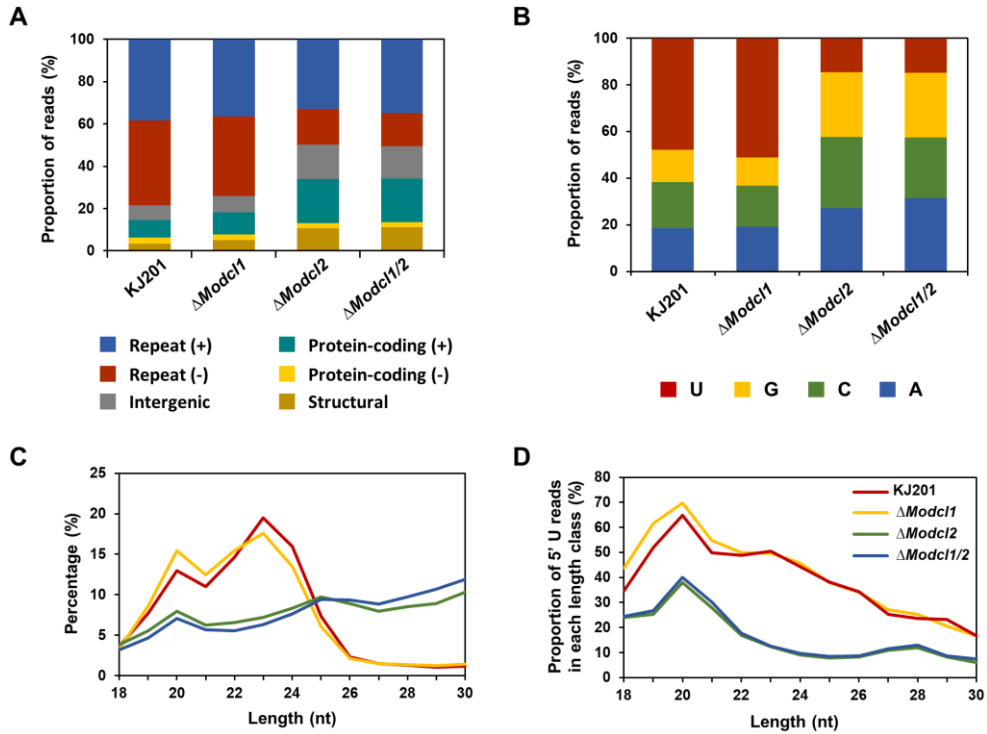 A
Proportion of reads (%)
100
80
60
40
20
0
KJ201
ΔModcl1
ΔModcl2
ΔModcl1/2
Repeat (+)
Protein-coding (+)
Repeat (-)
Protein-coding (-)
Intergenic
Structural
B
Proportion of reads (%)
100
80
60
40
20
0
KJ201
ΔModcl1
ΔModcl2
ΔModcl1/2
U G C A
C
Percentage (%)
25
20
15
10
5
0
18 20 22 24 26 28 30
Length (nt)
D
Proportion of 5' U reads
in each length class (%)
80
70
60
50
40
30
20
10
0
KJ201
ΔModcl1
ΔModcl2
ΔModcl1/2
18 20 22 24 26 28 30
Length (nt)